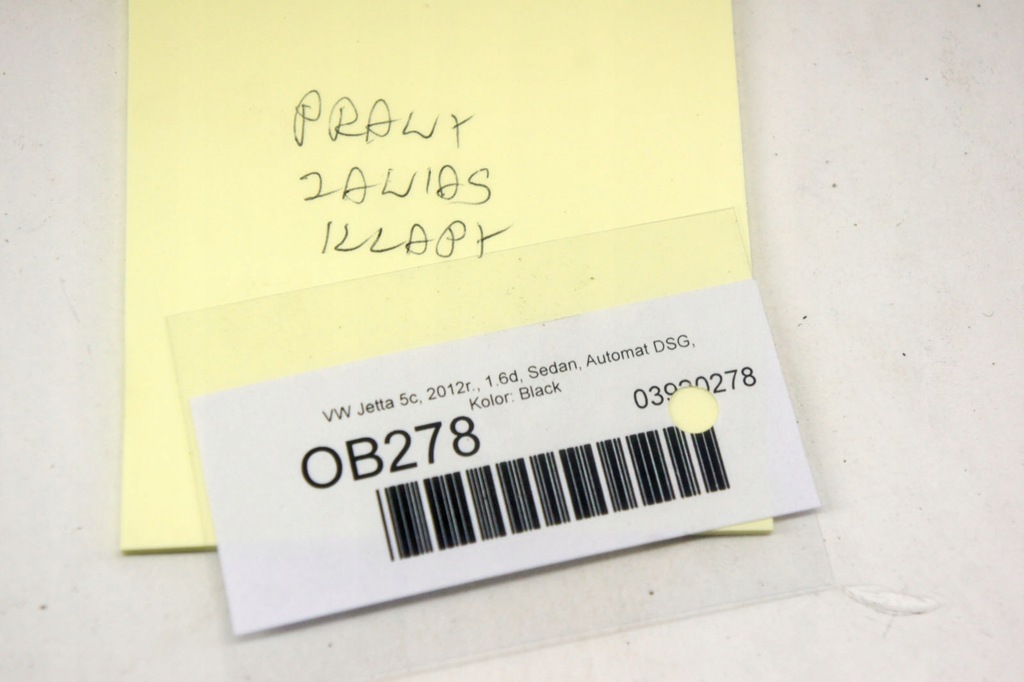 PRAWY
ZAWIAS
KLAPY
VW Jetta 5c, 2012r., 1.6d, Sedan, Automat DSG,
Kolor: Black
OB278